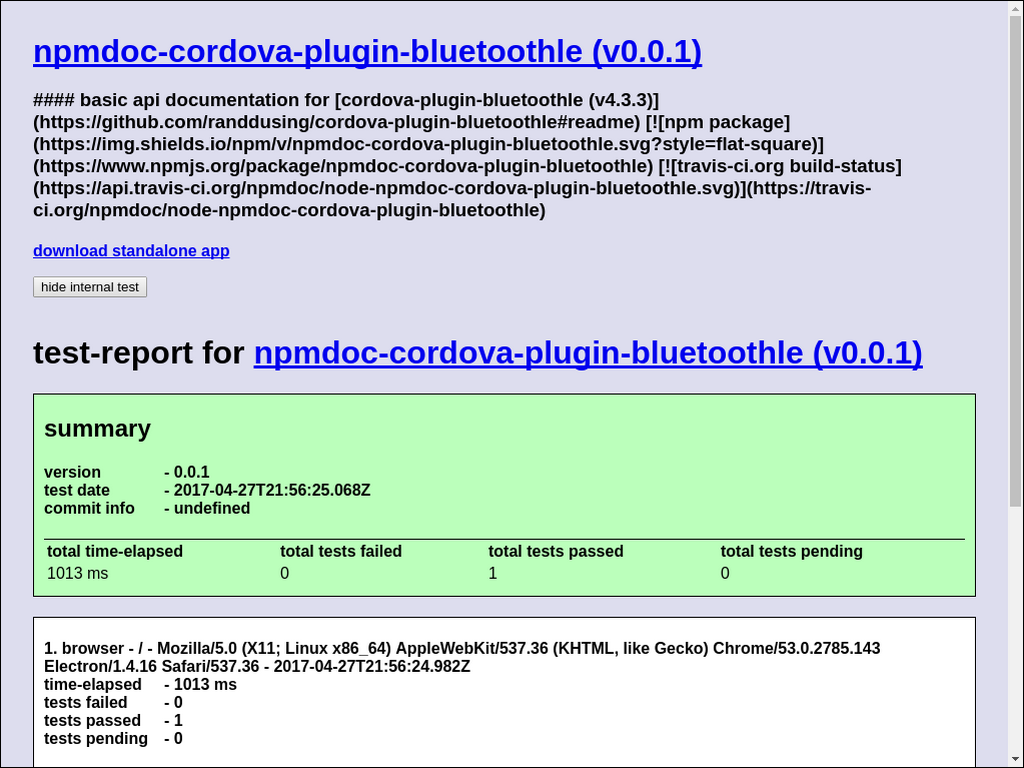 npmdoc-cordova-plugin-bluetoothle (v0.0.1)
#### basic api documentation for [cordova-plugin-bluetoothle (v4.3.3)]
(https://github.com/randdusing/cordova-plugin-bluetoothle#readme) [![npm package]
(https://img.shields.io/npm/v/npmdoc-cordova-plugin-bluetoothle.svg?style=flat-square)]
(https://www.npmjs.org/package/npmdoc-cordova-plugin-bluetoothle) [![travis-ci.org build-status]
(https://api.travis-ci.org/npmdoc/node-npmdoc-cordova-plugin-bluetoothle.svg)](https://travis-
ci.org/npmdoc/node-npmdoc-cordova-plugin-bluetoothle)
download standalone app
hide internal test
test-report for npmdoc-cordova-plugin-bluetoothle (v0.0.1)
summary
version - 0.0.1
test date - 2017-04-27T21:56:25.068Z
commit info - undefined
total time-elapsed total tests failed total tests passed total tests pending
1013 ms 0 1 0
1. browser - / - Mozilla/5.0 (X11; Linux x86_64) AppleWebKit/537.36 (KHTML, like Gecko) Chrome/53.0.2785.143
Electron/1.4.16 Safari/537.36 - 2017-04-27T21:56:24.982Z
time-elapsed - 1013 ms
tests failed - 0
tests passed - 1
tests pending - 0